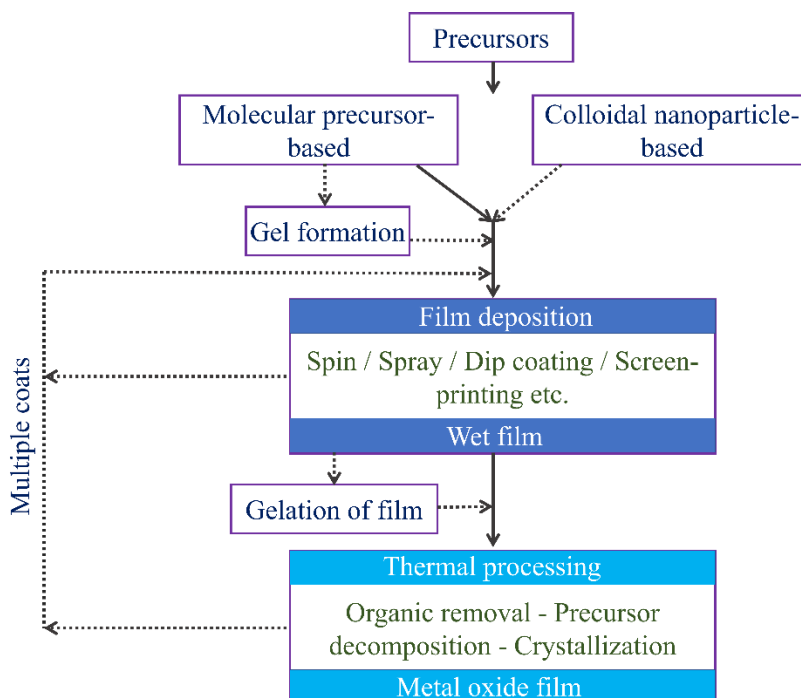 Precursors
Molecular precursor-
based
Colloidal nanoparticle-
based
Gel formation
Film deposition
Spin / Spray / Dip coating / Screen-
printing etc.
Wet film
Multiple coats
Gelation of film
Thermal processing
Organic removal - Precursor
decomposition - Crystallization
Metal oxide film